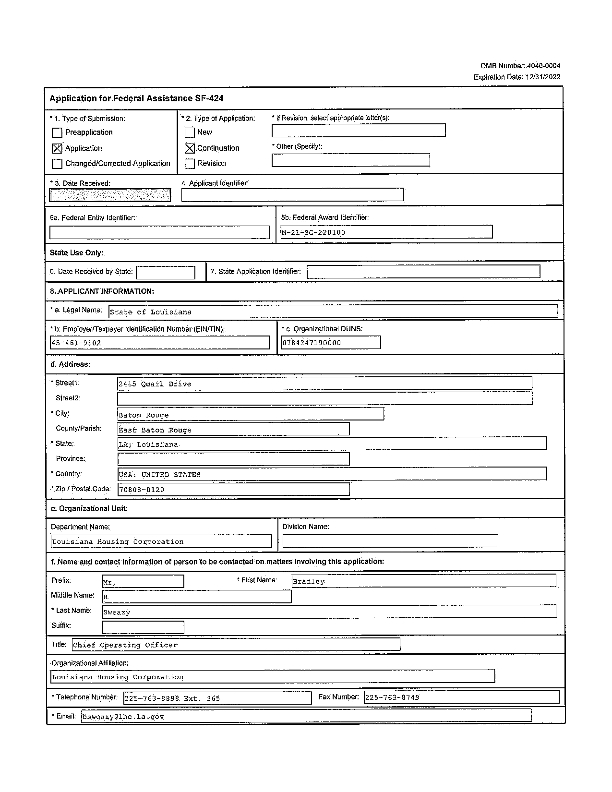 OMB Number: 4040-0004
Expiration Date: 12/31/2022
Application for Federal Assistance SF-424
* 1. Type of Submission:
Preapplication
Application
Changed/Corrected Application
* 2. Type of Application:
New
Continuation
Revision
* If Revision, select appropriate letter(s):
* Other (Specify):
* 3. Date Received:
4. Applicant Identifier:
5a. Federal Entity Identifier:
5b. Federal Award Identifier:
M-21-SG-220100
State Use Only:
6. Date Received by State:
7. State Application Identifier:
8. APPLICANT INFORMATION:
* a. Legal Name: State of Louisiana
* b. Employer/Taxpayer Identification Number (EIN/TIN):
* c. Organizational DUNS:
0784247190000
d. Address:
* Street1:
Quail Drive
Street2:
* City: Baton Rouge
County/Parish: East Baton Rouge
* State: LA: Louisiana
Province:
* Country: USA: UNITED STATES
* Zip / Postal Code: 70808-0120
e. Organizational Unit:
Department Name:
Louisiana Housing Corporation
Division Name:
f. Name and contact information of person to be contacted on matters involving this application:
Prefix: Mr.
* First Name: Bradley
Middle Name:
* Last Name: Sweazy
Suffix:
Title: Chief Operating Officer
Organizational Affiliation:
Louisiana Housing Corporation
* Telephone Number: 225-763-8898 Ext. 365
Fax Number: 225-763-8749
* Email: bsweazy@lhc.la.gov